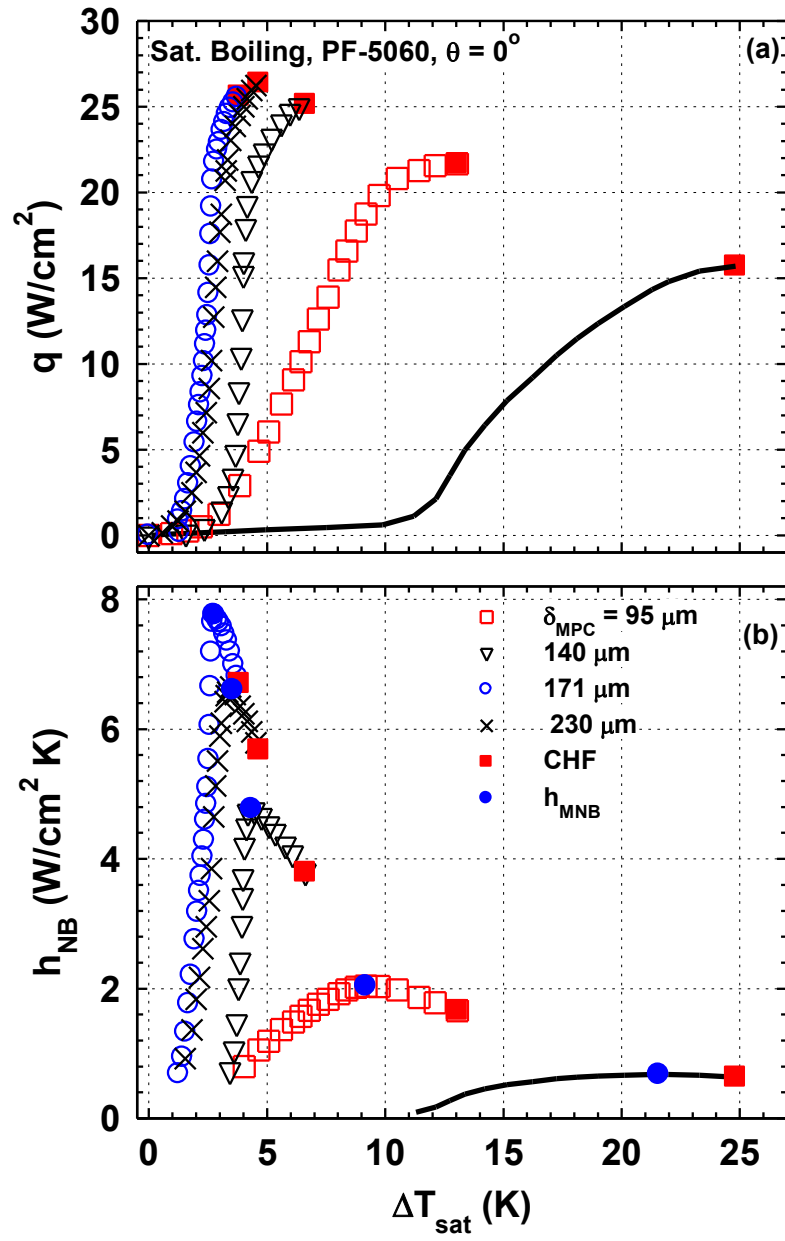 Sat. Boiling, PF-5060, θ = 0°
(a)
30
25
20
15
10
5
0
q (W/cm²)
(b)
δMPC = 95 μm
140 μm
171 μm
230 μm
CHF
hMNB
8
6
4
2
0
hNB (W/cm² K)
0 5 10 15 20 25
ΔTsat (K)